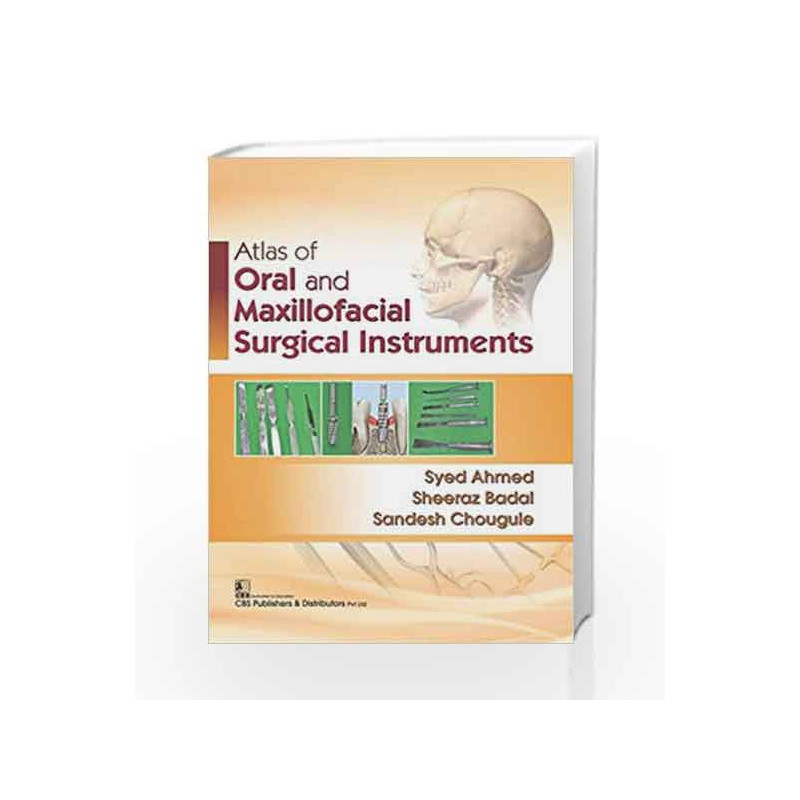 Atlas of
Oral and
Maxillofacial
Surgical Instruments
Syed Ahmed
Sheeraz Badal
Sandesh Chougule
CBS Publishers & Distributors Pvt Ltd